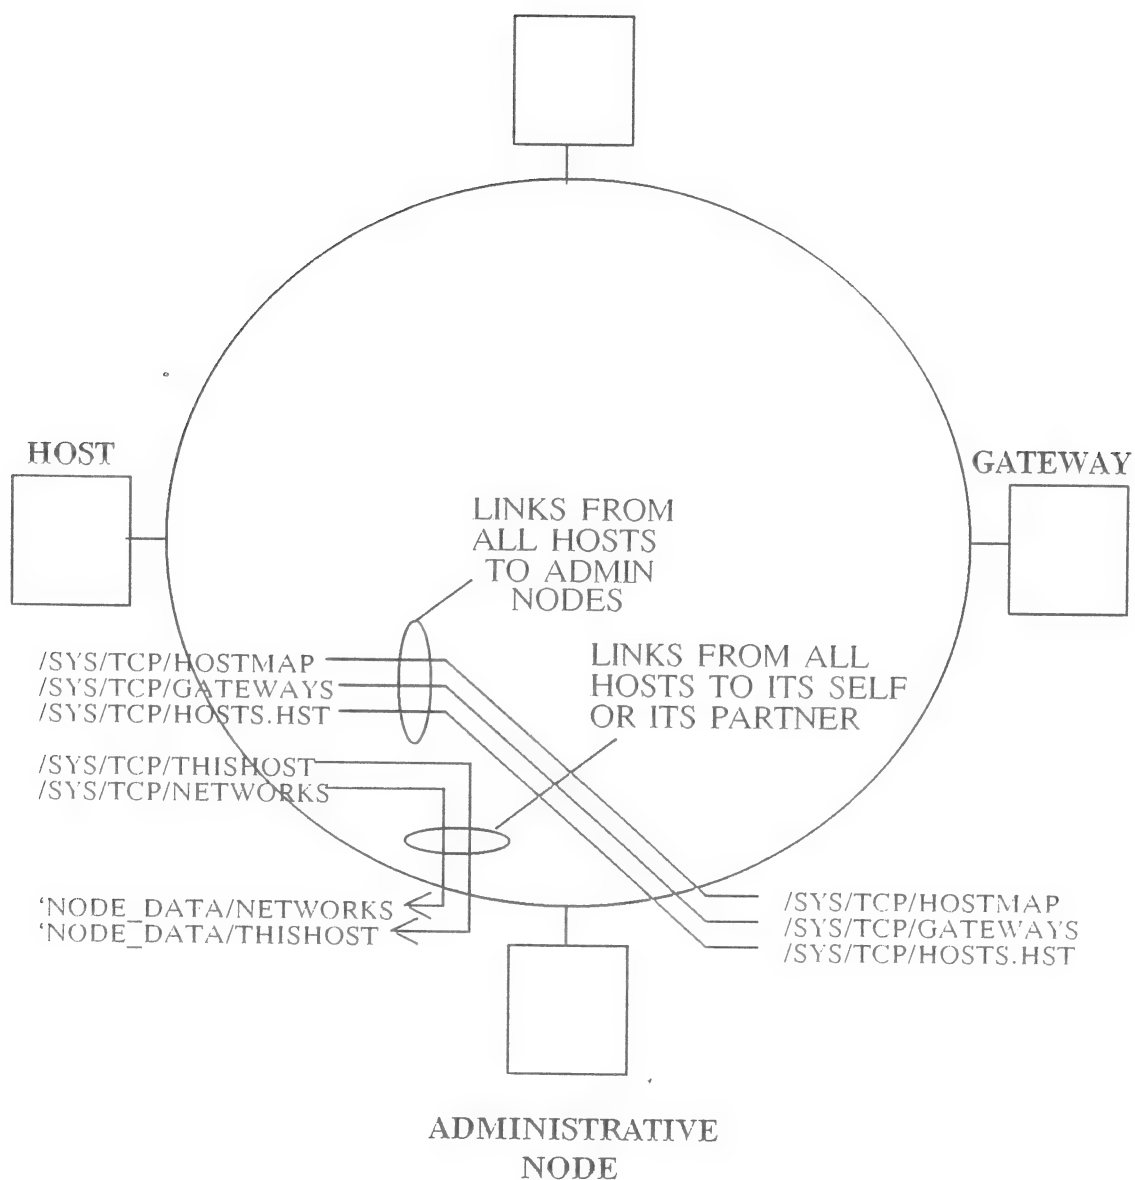 HOST
GATEWAY
LINKS FROM
ALL HOSTS
TO ADMIN
NODES
/SYS/TCP/HOSTMAP
/SYS/TCP/GATEWAYS
/SYS/TCP/HOSTS.HST
LINKS FROM ALL
HOSTS TO ITS SELF
OR ITS PARTNER
/SYS/TCP/THISHOST
/SYS/TCP/NETWORKS
‘NODE_DATA/NETWORKS
‘NODE_DATA/THISHOST
/SYS/TCP/HOSTMAP
/SYS/TCP/GATEWAYS
/SYS/TCP/HOSTS.HST
ADMINISTRATIVE
NODE